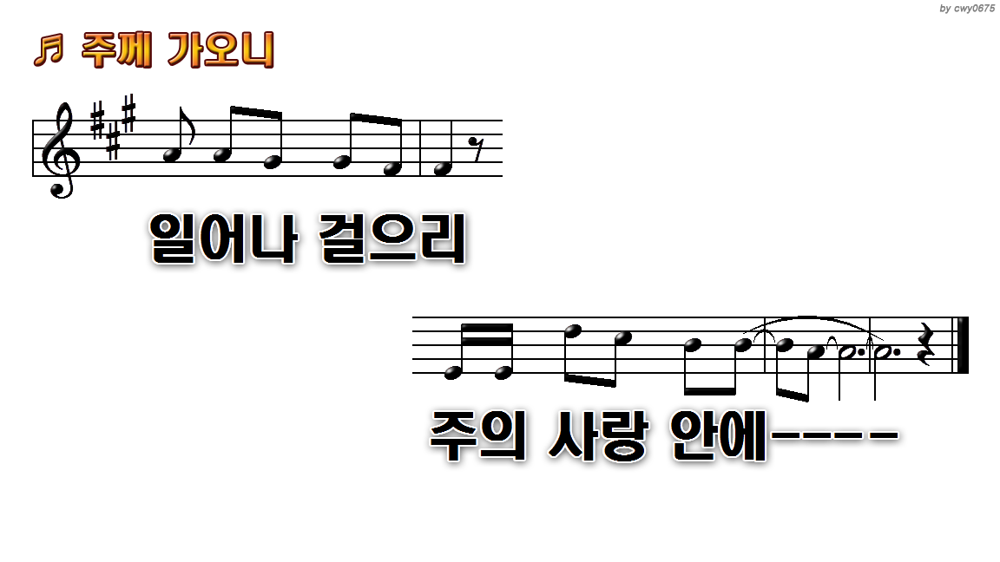 by cwy0675
♬ 주께 가오니
일어나 걸으리
주의 사랑 안에----